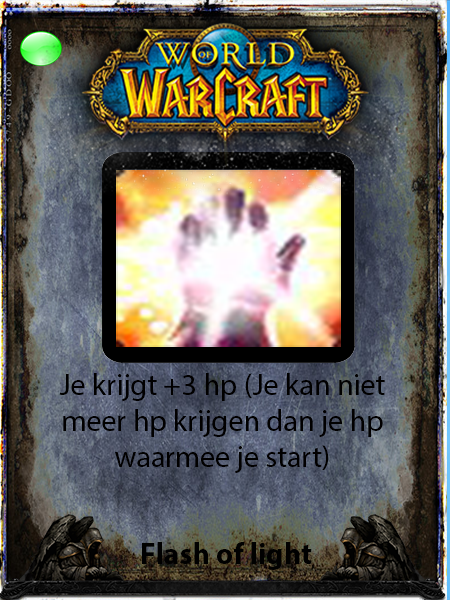 WORLD
OF
WARCRAFT
Je krijgt +3 hp (Je kan niet
meer hp krijgen dan je hp
waarmee je start)
Flash of light